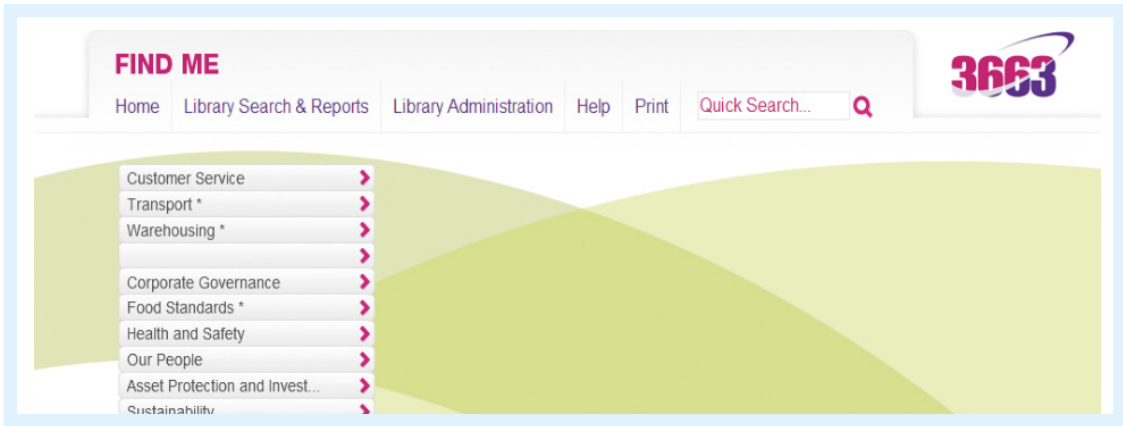 FIND ME
3663
Home Library Search & Reports Library Administration Help Print Quick Search...
Customer Service
Transport *
Warehousing *
Corporate Governance
Food Standards *
Health and Safety
Our People
Asset Protection and Invest...
Sustainability